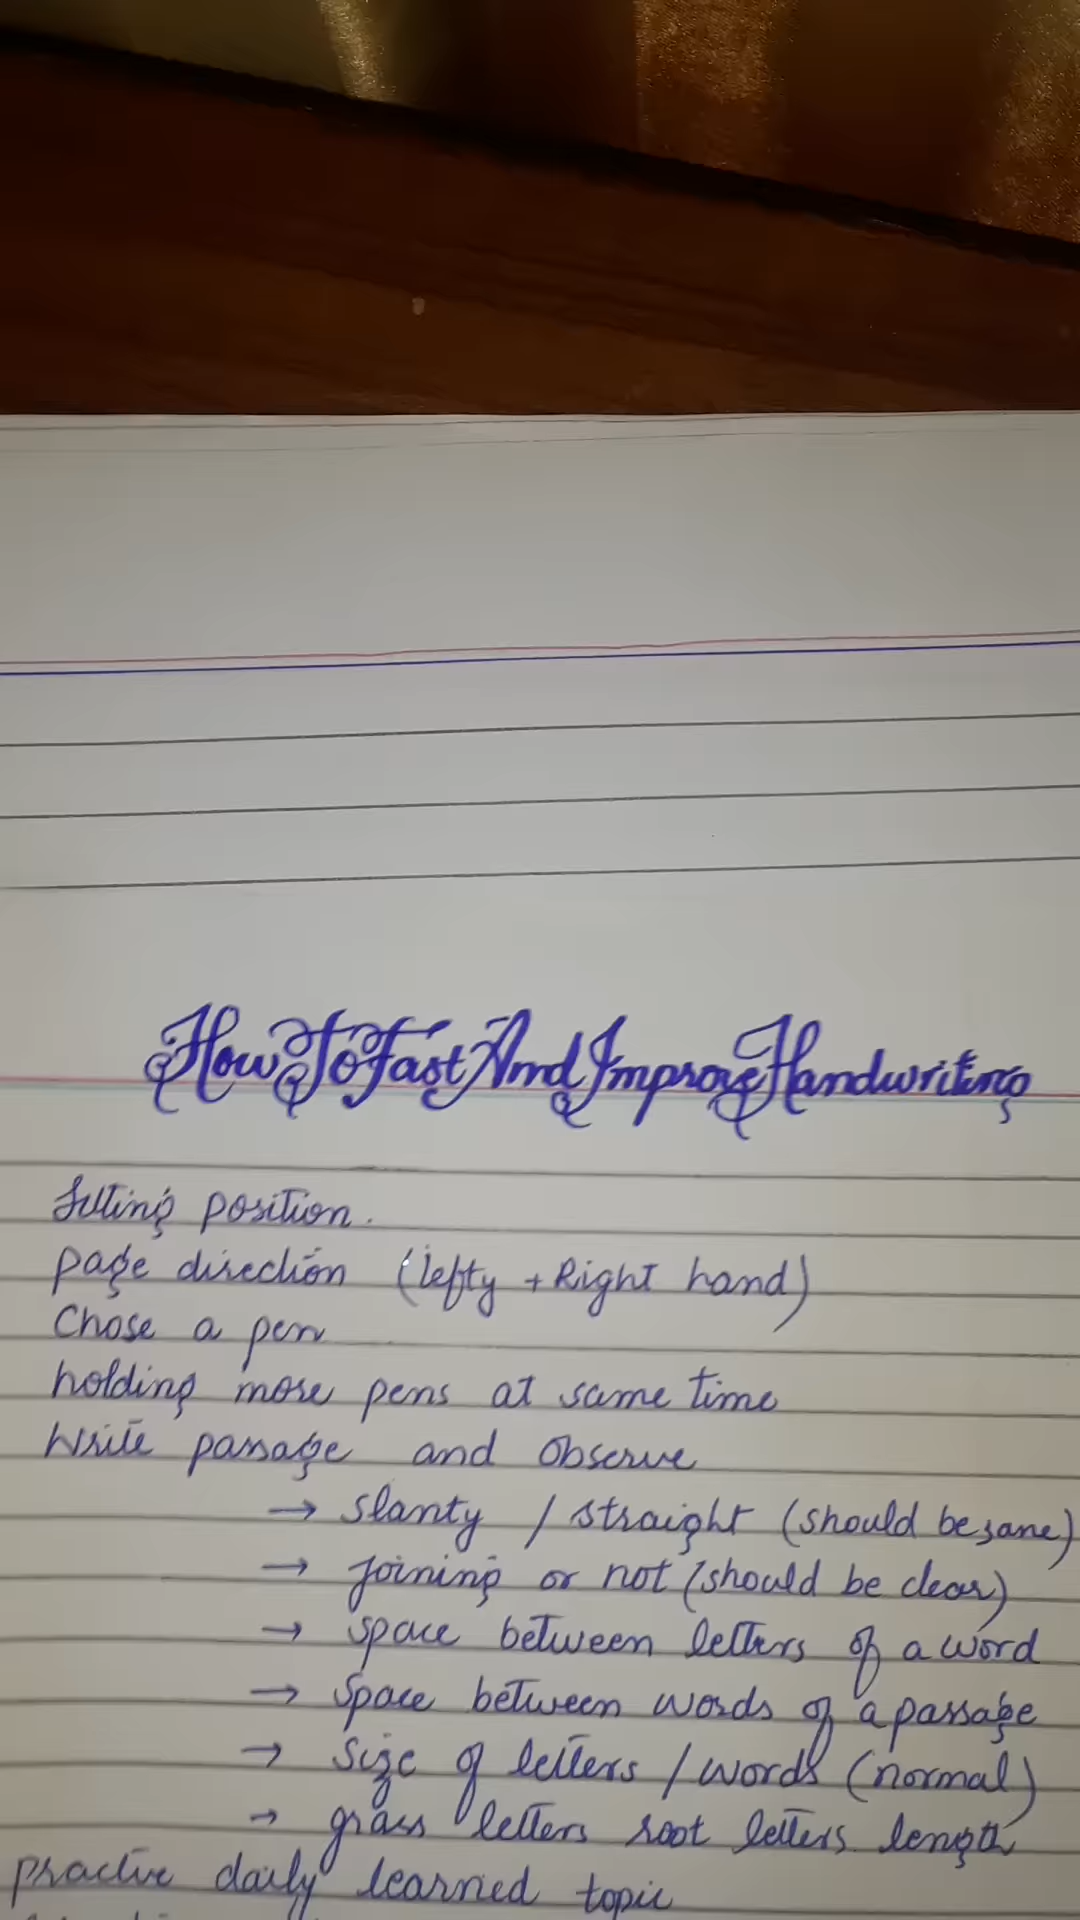 How To Fast And Improve Handwriting
Sitting position.
page direction (lefty + Right hand)
Chose a pen
holding more pens at same time
Write passage and observe
→ slanty / straight (should be same)
→ joining or not (should be clear)
→ space between letters of a word
→ space between words of a passage
→ size of letters / words (normal)
→ grass letters root letters length
practive daily learned topic